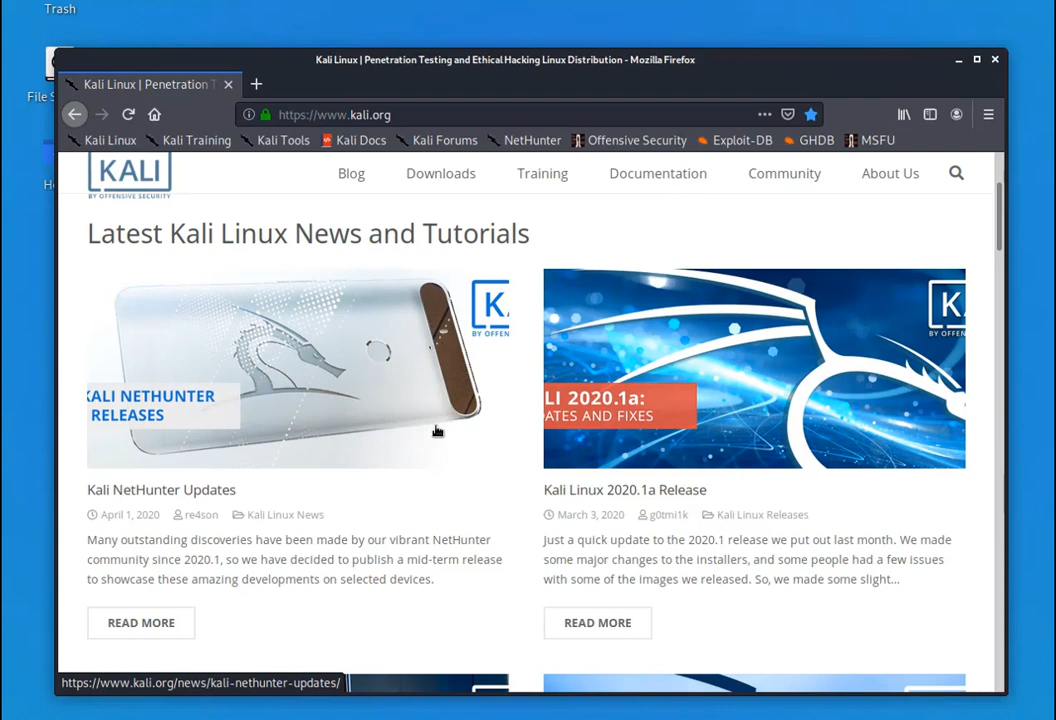 Trash
File S
Kali Linux | Penetration Testing and Ethical Hacking Linux Distribution - Mozilla Firefox
Kali Linux | Penetration T
https://www.kali.org
Kali Linux Kali Training Kali Tools Kali Docs Kali Forums NetHunter Offensive Security Exploit-DB GHDB MSFU
KALI
BY OFFENSIVE SECURITY
Blog Downloads Training Documentation Community About Us
Latest Kali Linux News and Tutorials
KA
BY OFFEN
KALI NETHUNTER
RELEASES
KA
BY OFFEN
LI 2020.1a:
DATES AND FIXES
Kali NetHunter Updates
April 1, 2020 re4son Kali Linux News
Many outstanding discoveries have been made by our vibrant NetHunter
community since 2020.1, so we have decided to publish a mid-term release
to showcase these amazing developments on selected devices.
READ MORE
Kali Linux 2020.1a Release
March 3, 2020 g0tmi1k Kali Linux Releases
Just a quick update to the 2020.1 release we put out last month. We made
some major changes to the installers, and some people had a few issues
with some of the images we released. So, we made some slight...
READ MORE
https://www.kali.org/news/kali-nethunter-updates/